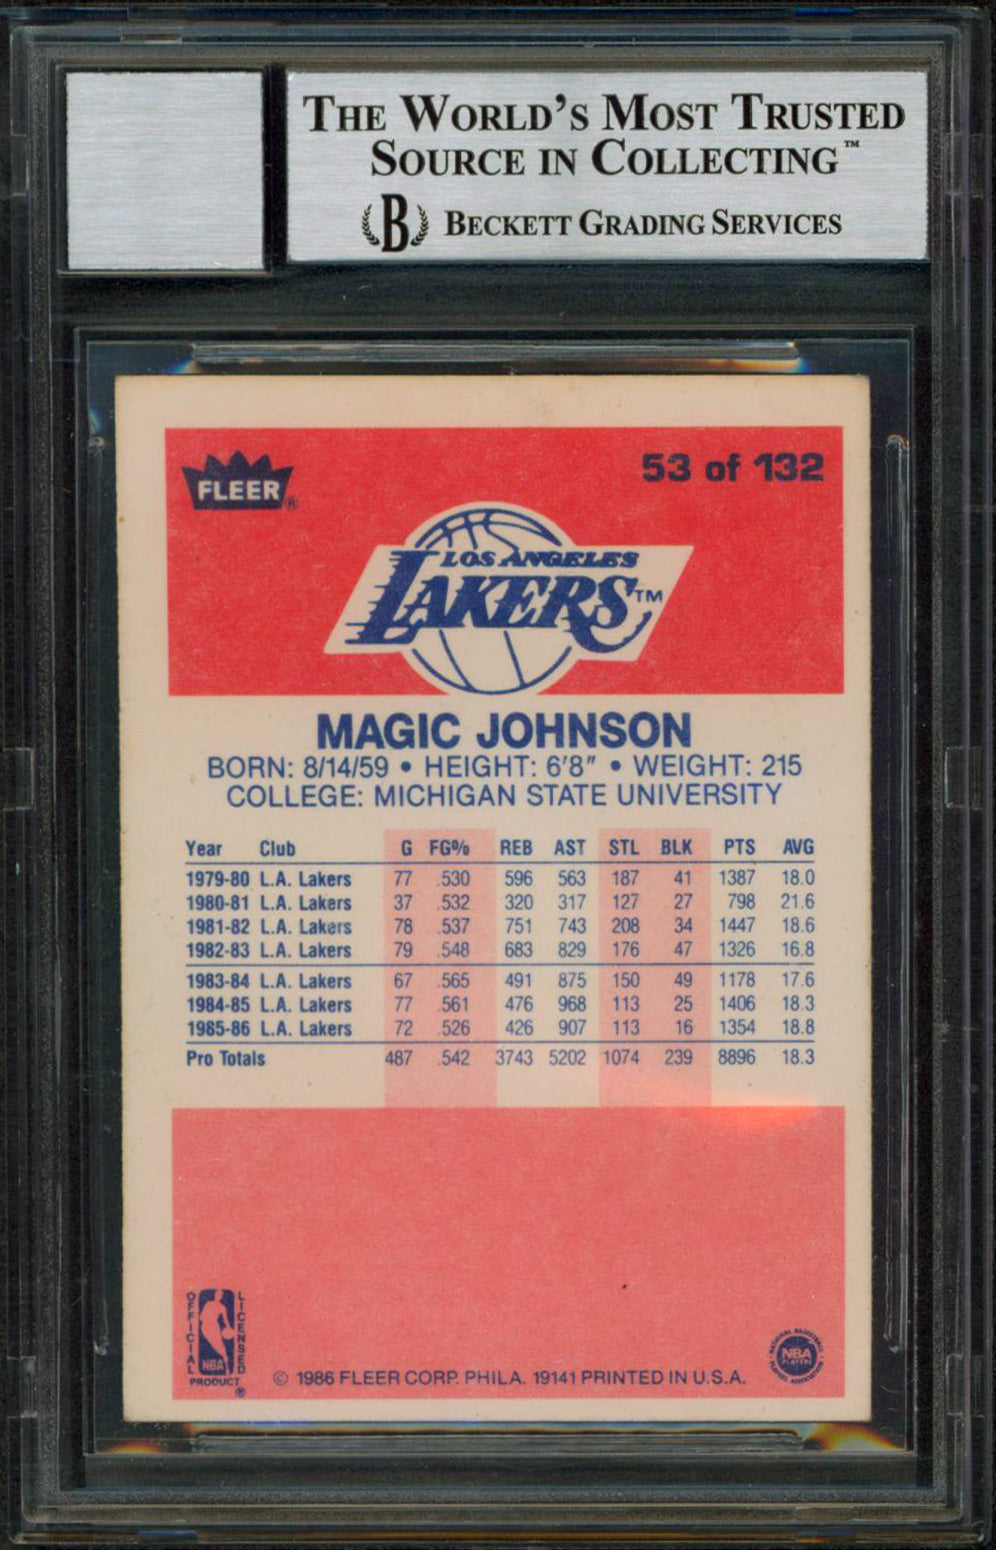 THE WORLD'S MOST TRUSTED
SOURCE IN COLLECTING™
B BECKETT GRADING SERVICES
FLEER®
53 of 132
LOS ANGELES
LAKERS™
MAGIC JOHNSON
BORN: 8/14/59 • HEIGHT: 6'8" • WEIGHT: 215
COLLEGE: MICHIGAN STATE UNIVERSITY
Year Club G FG% REB AST STL BLK PTS AVG
1979-80 L.A. Lakers 77 .530 596 563 187 41 1387 18.0
1980-81 L.A. Lakers 37 .532 320 317 127 27 798 21.6
1981-82 L.A. Lakers 78 .537 751 743 208 34 1447 18.6
1982-83 L.A. Lakers 79 .548 683 829 176 47 1326 16.8
1983-84 L.A. Lakers 67 .565 491 875 150 49 1178 17.6
1984-85 L.A. Lakers 77 .561 476 968 113 25 1406 18.3
1985-86 L.A. Lakers 72 .526 426 907 113 16 1354 18.8
Pro Totals 487 .542 3743 5202 1074 239 8896 18.3
OFFICIAL
NBA
LICENSED
PRODUCT®
© 1986 FLEER CORP. PHILA. 19141 PRINTED IN U.S.A.
NATIONAL BASKETBALL
NBA
PLAYERS
PLAYERS ASSOCIATION